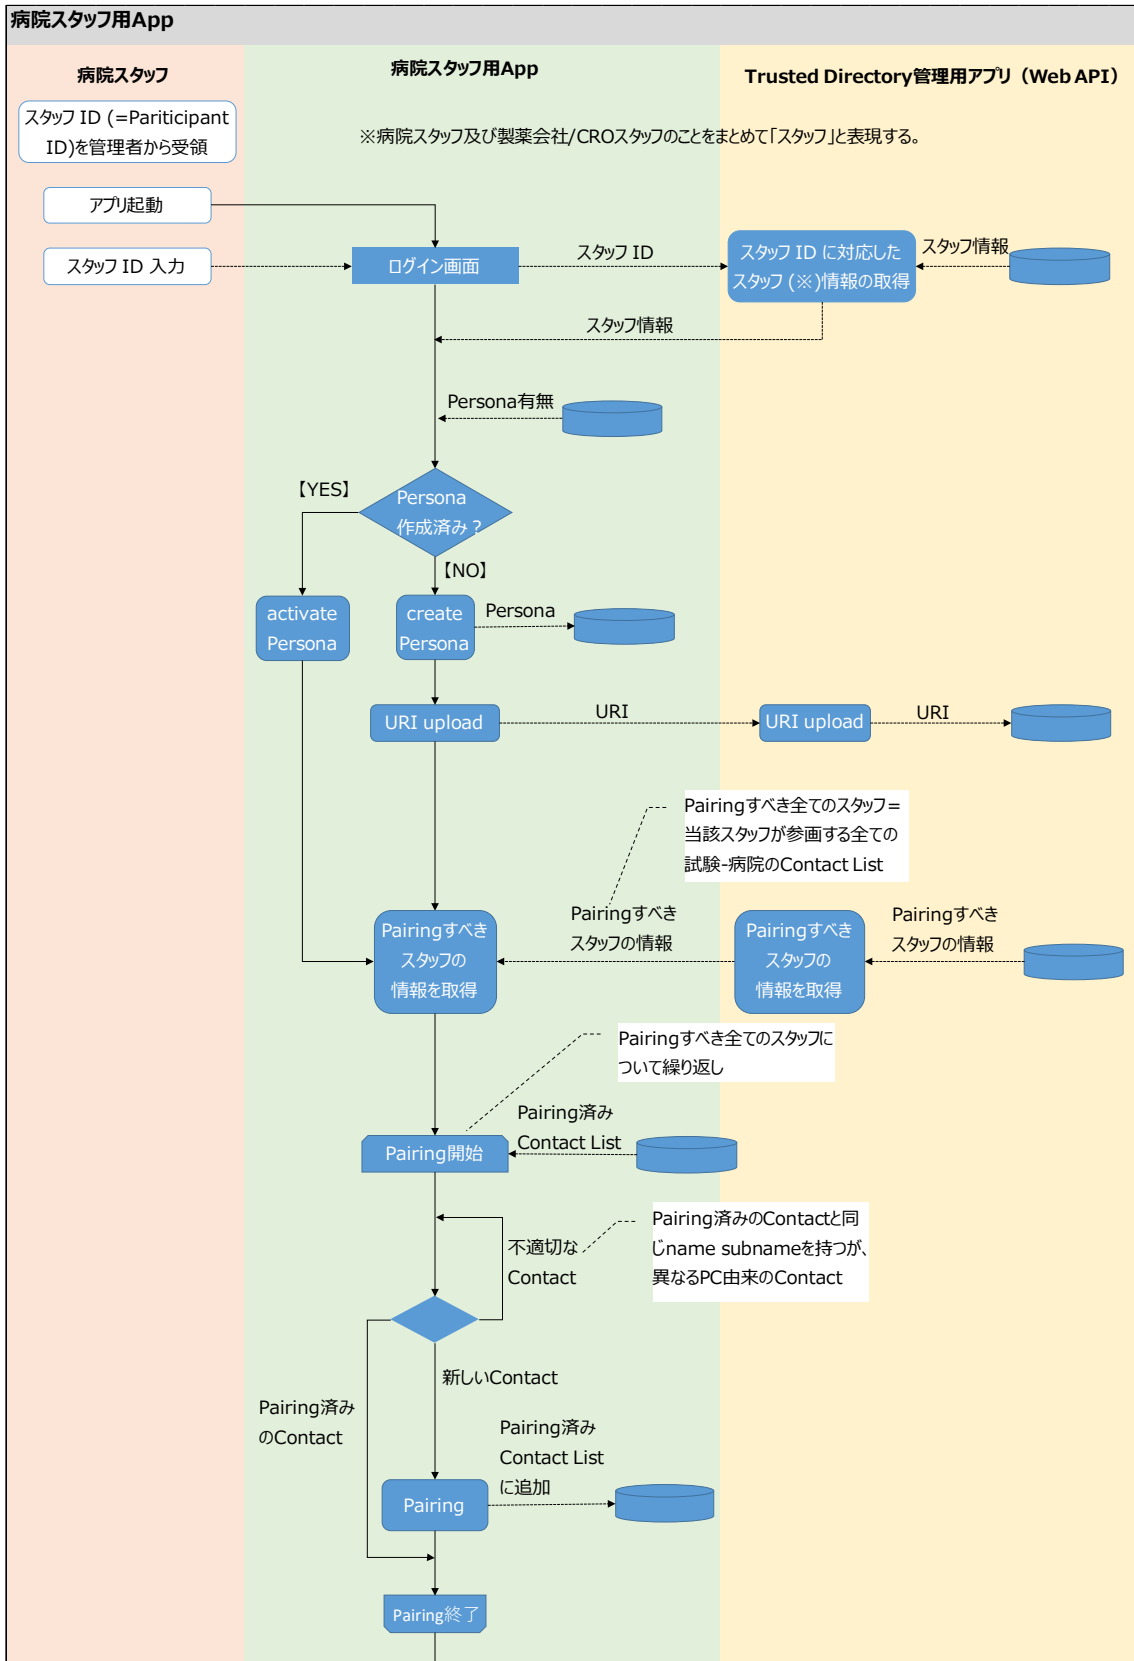 病院スタッフ用App
病院スタッフ
病院スタッフ用App
Trusted Directory管理用アプリ（Web API）
スタッフ ID (=Pariticipant
ID)を管理者から受領
※病院スタッフ及び製薬会社/CROスタッフのことをまとめて「スタッフ」と表現する。
アプリ起動
スタッフ ID 入力
ログイン画面
スタッフ ID
スタッフ ID に対応した
スタッフ (※)情報の取得
スタッフ情報
スタッフ情報
Persona有無
【YES】
Persona
作成済み？
【NO】
activate
Persona
create
Persona
Persona
URI upload
URI
URI upload
URI
Pairingすべき全てのスタッフ=
当該スタッフが参画する全ての
試験-病院のContact List
Pairingすべき
スタッフの
情報を取得
Pairingすべき
スタッフの情報
Pairingすべき
スタッフの
情報を取得
Pairingすべき
スタッフの情報
Pairingすべき全てのスタッフに
ついて繰り返し
Pairing済み
Contact List
Pairing開始
不適切な
Contact
Pairing済みのContactと同
じname subnameを持つが、
異なるPC由来のContact
新しいContact
Pairing済み
のContact
Pairing済み
Contact List
に追加
Pairing
Pairing終了